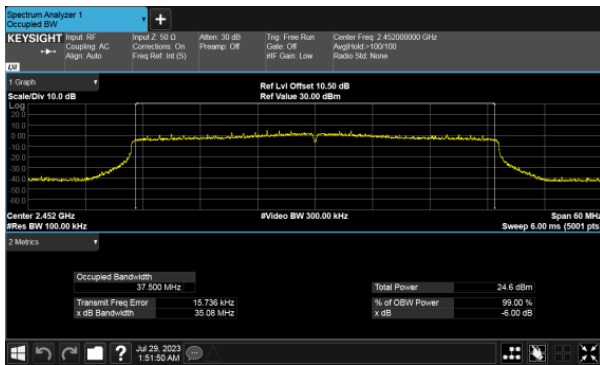 Spectrum Analyzer 1
Occupied BW
KEYSIGHT
Input: RF
Coupling: AC
Align: Auto
Input Z: 50 Ω
Corrections: On
Freq Ref: Int (S)
Atten: 30 dB
Preamp: Off
Trig: Free Run
Gate: Off
#IF Gain: Low
Center Freq: 2.452000000 GHz
Avg|Hold:>100/100
Radio Std: None
LXI
1 Graph
Scale/Div 10.0 dB
Ref Lvl Offset 10.50 dB
Ref Value 30.00 dBm
Log
20.0
10.0
0.00
-10.0
-20.0
-30.0
-40.0
-50.0
-60.0
Center 2.452 GHz
#Video BW 300.00 kHz
Span 60 MHz
#Res BW 100.00 kHz
Sweep 6.00 ms (5001 pts)
2 Metrics
Occupied Bandwidth
37.500 MHz
Total Power 24.6 dBm
Transmit Freq Error 15.736 kHz
% of OBW Power 99.00 %
x dB Bandwidth 35.08 MHz
x dB -6.00 dB
?
Jul 29, 2023
1:51:50 AM